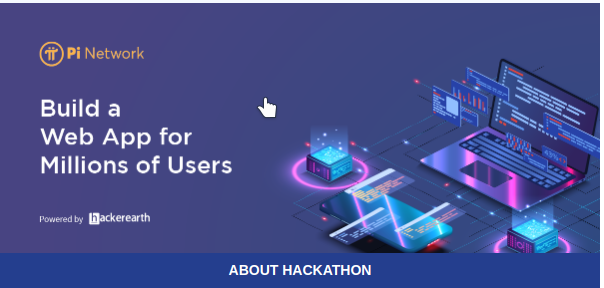 Pi Network
Build a
Web App for
Millions of Users
Powered by hackerearth
ABOUT HACKATHON